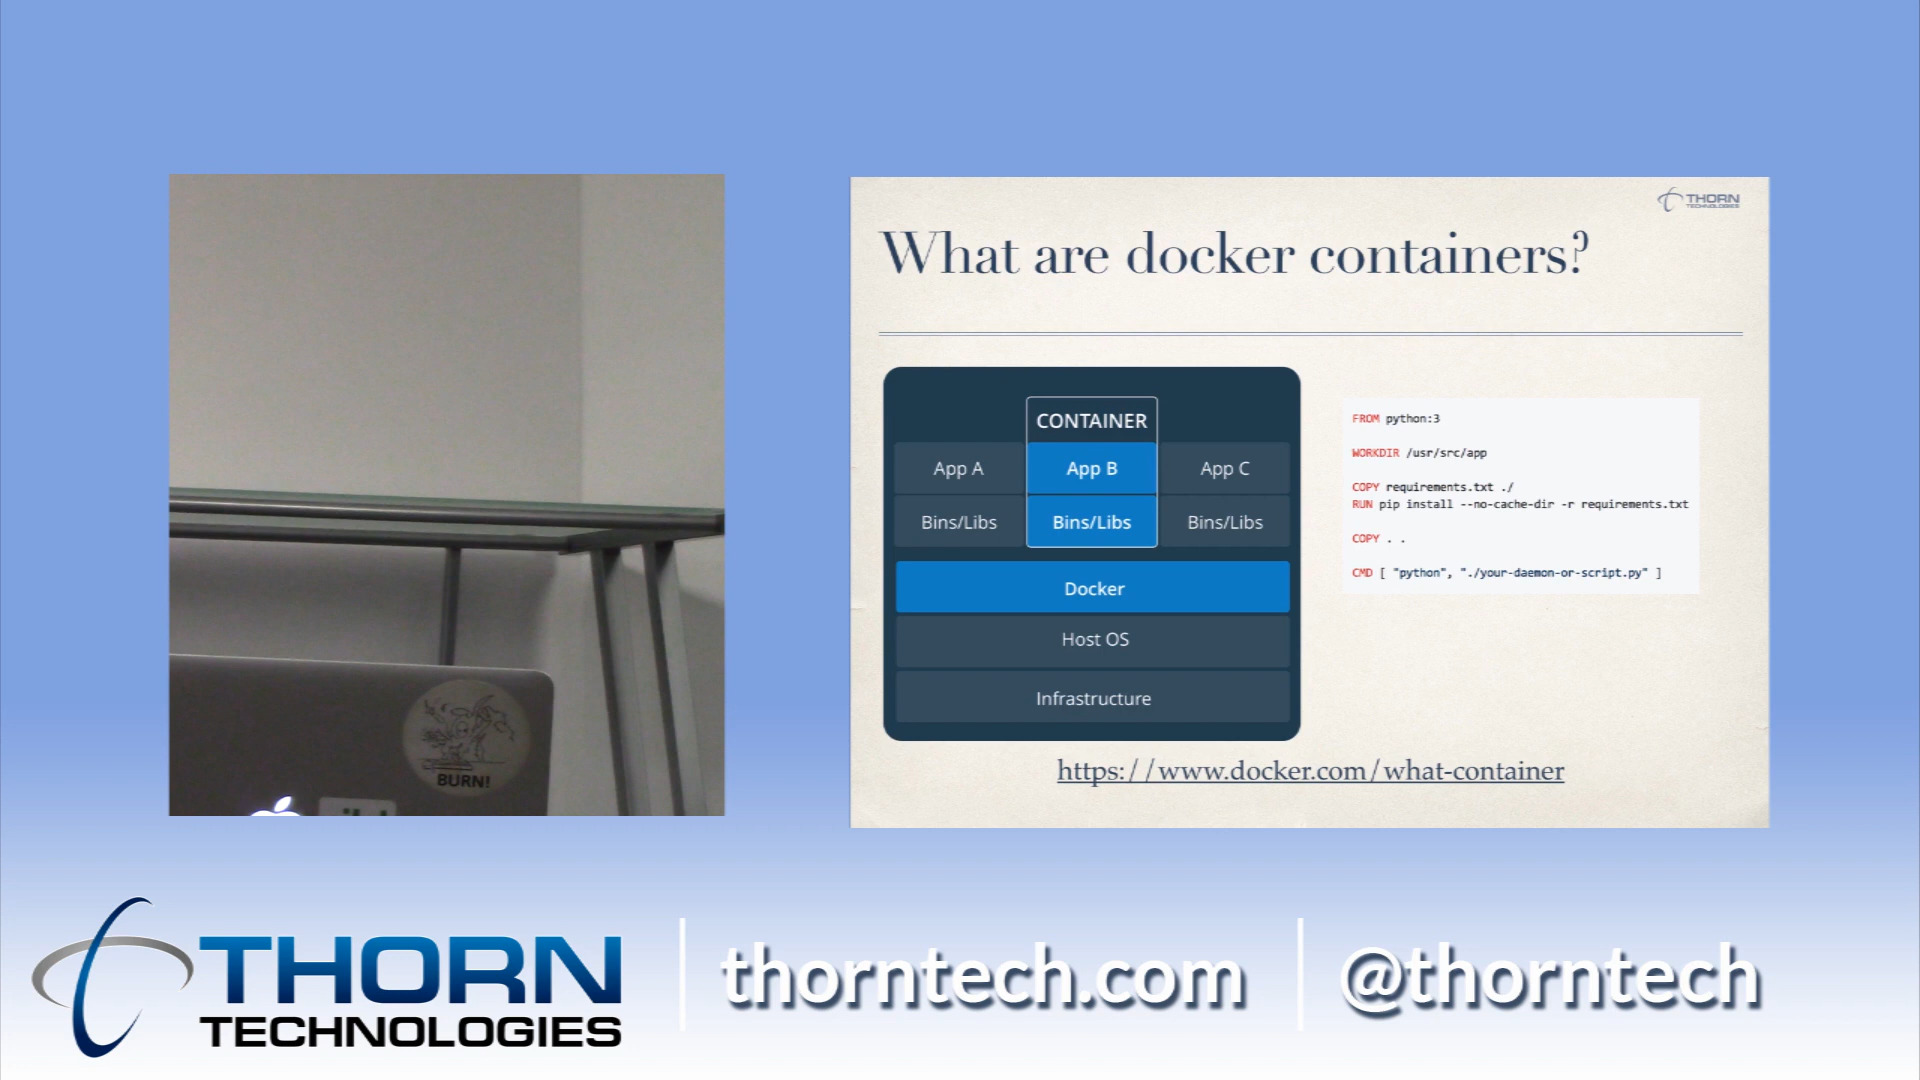 BURN!
THORN
TECHNOLOGIES
What are docker containers?
CONTAINER
App A
App B
App C
Bins/Libs
Bins/Libs
Bins/Libs
Docker
Host OS
Infrastructure
FROM python:3
WORKDIR /usr/src/app
COPY requirements.txt ./
RUN pip install --no-cache-dir -r requirements.txt
COPY . .
CMD [ "python", "./your-daemon-or-script.py" ]
https://www.docker.com/what-container
THORN
TECHNOLOGIES
thorntech.com
@thorntech